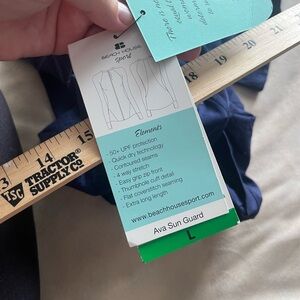 BEACH HOUSE
sport
Elements
- 50+ UPF protection
- Quick dry technology
- Contoured seams
- 4 way stretch
- Easy grip zip front
- Thumbhole cuff detail
- Flat coverstitch seaming
- Extra long length
www.beachhousesport.com
Ava Sun Guard
L
13 14 15 18 19 20 21
TRACTOR
SUPPLY CO